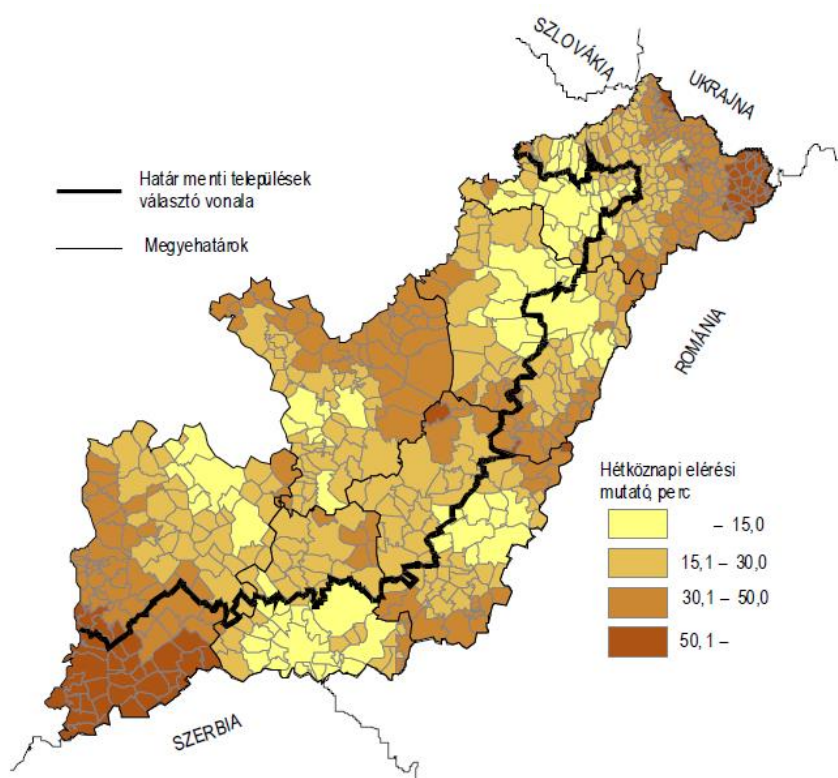 SZLOVÁKIA
UKRAJNA
Határ menti települések
választó vonala
Megyehatárok
ROMÁNIA
Hétköznapi elérési
mutató, perc
– 15,0
15,1 – 30,0
30,1 – 50,0
50,1 –
SZERBIA